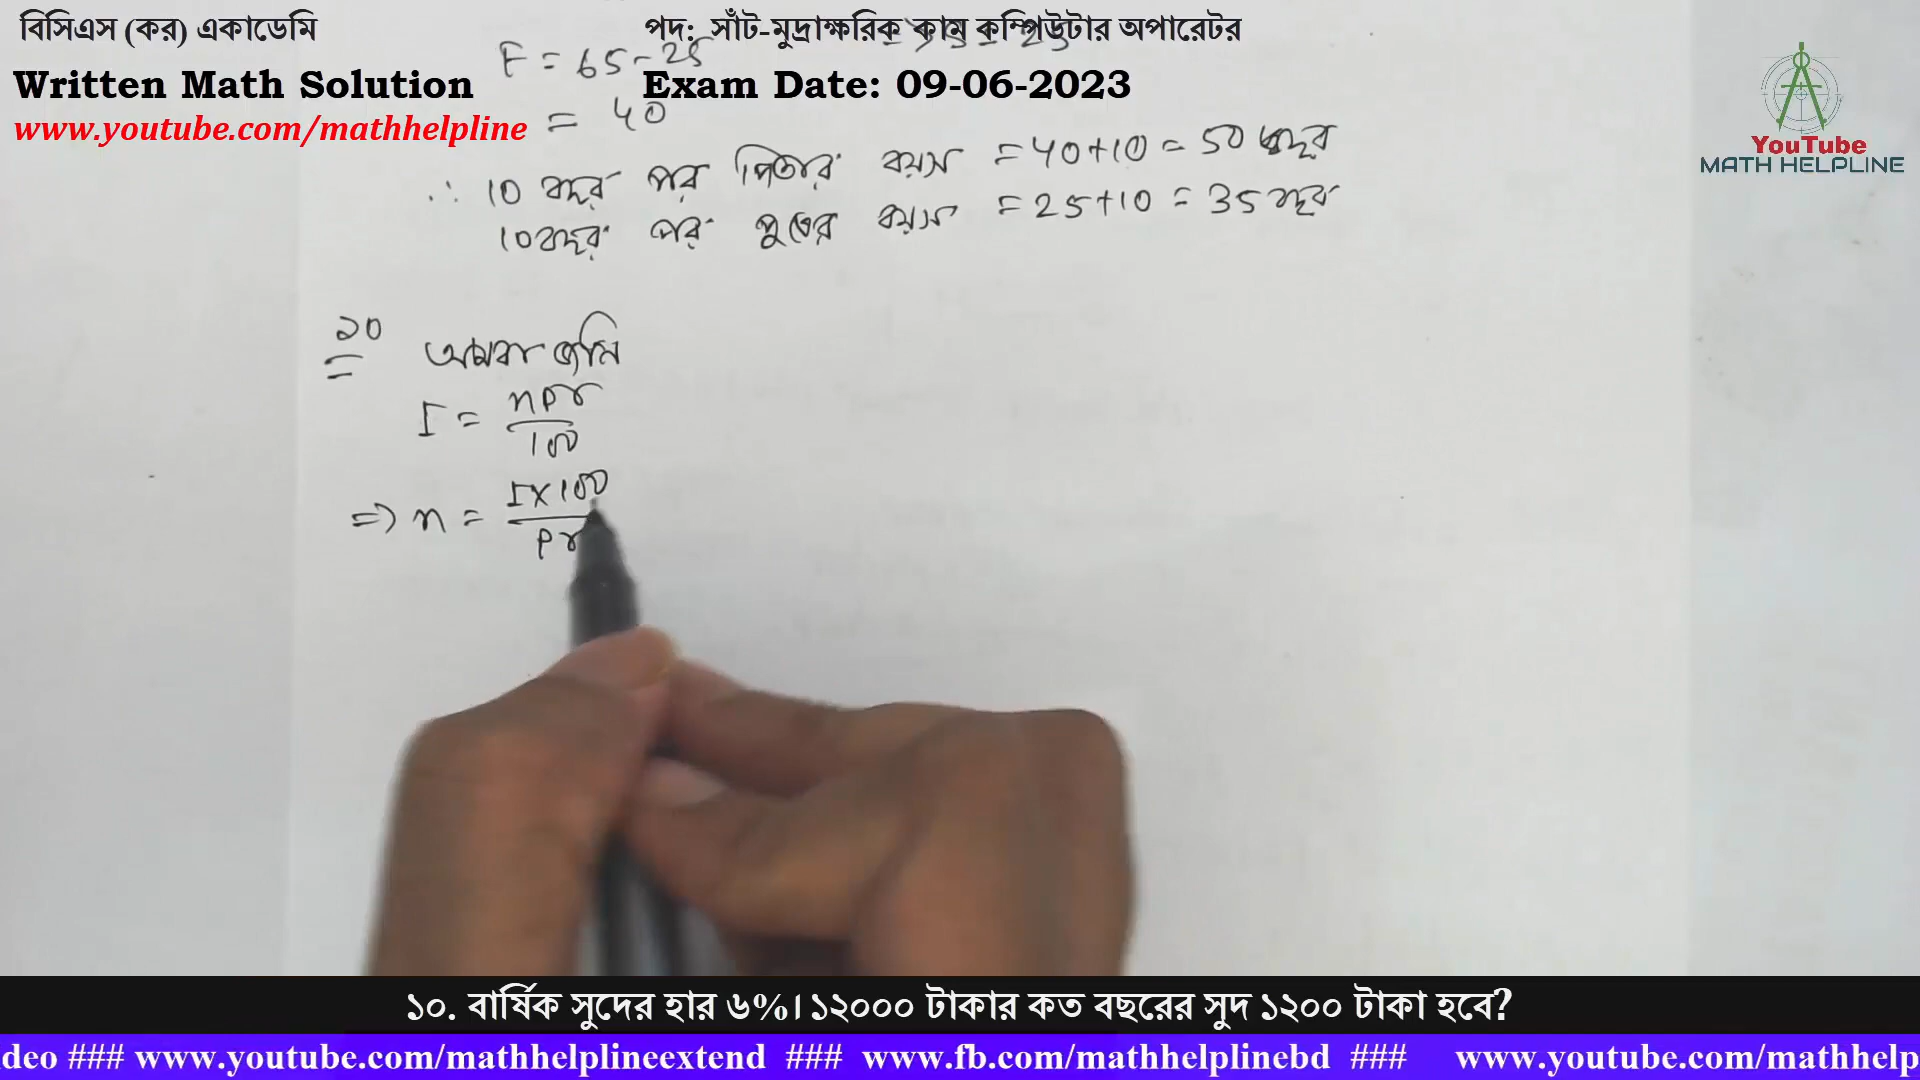 বিসিএস (কর) একাডেমি
পদ: সাঁট-মুদ্রাক্ষরিক কাম কম্পিউটার অপারেটর
Written Math Solution
Exam Date: 09-06-2023
www.youtube.com/mathhelpline
YouTube
MATH HELPLINE
F = 65-25
= 40
∴ 10 বছর পর পিতার বয়স = 40+10 = 50 বছর
10 বছর পর পুত্রের বয়স = 25+10 = 35 বছর
১০ আমরা জানি
I = npr/100
⇒ n = I×100/pr
১০. বার্ষিক সুদের হার ৬%। ১২০০০ টাকার কত বছরের সুদ ১২০০ টাকা হবে?
deo ### www.youtube.com/mathhelplineextend ### www.fb.com/mathhelplinebd ### www.youtube.com/mathhelp